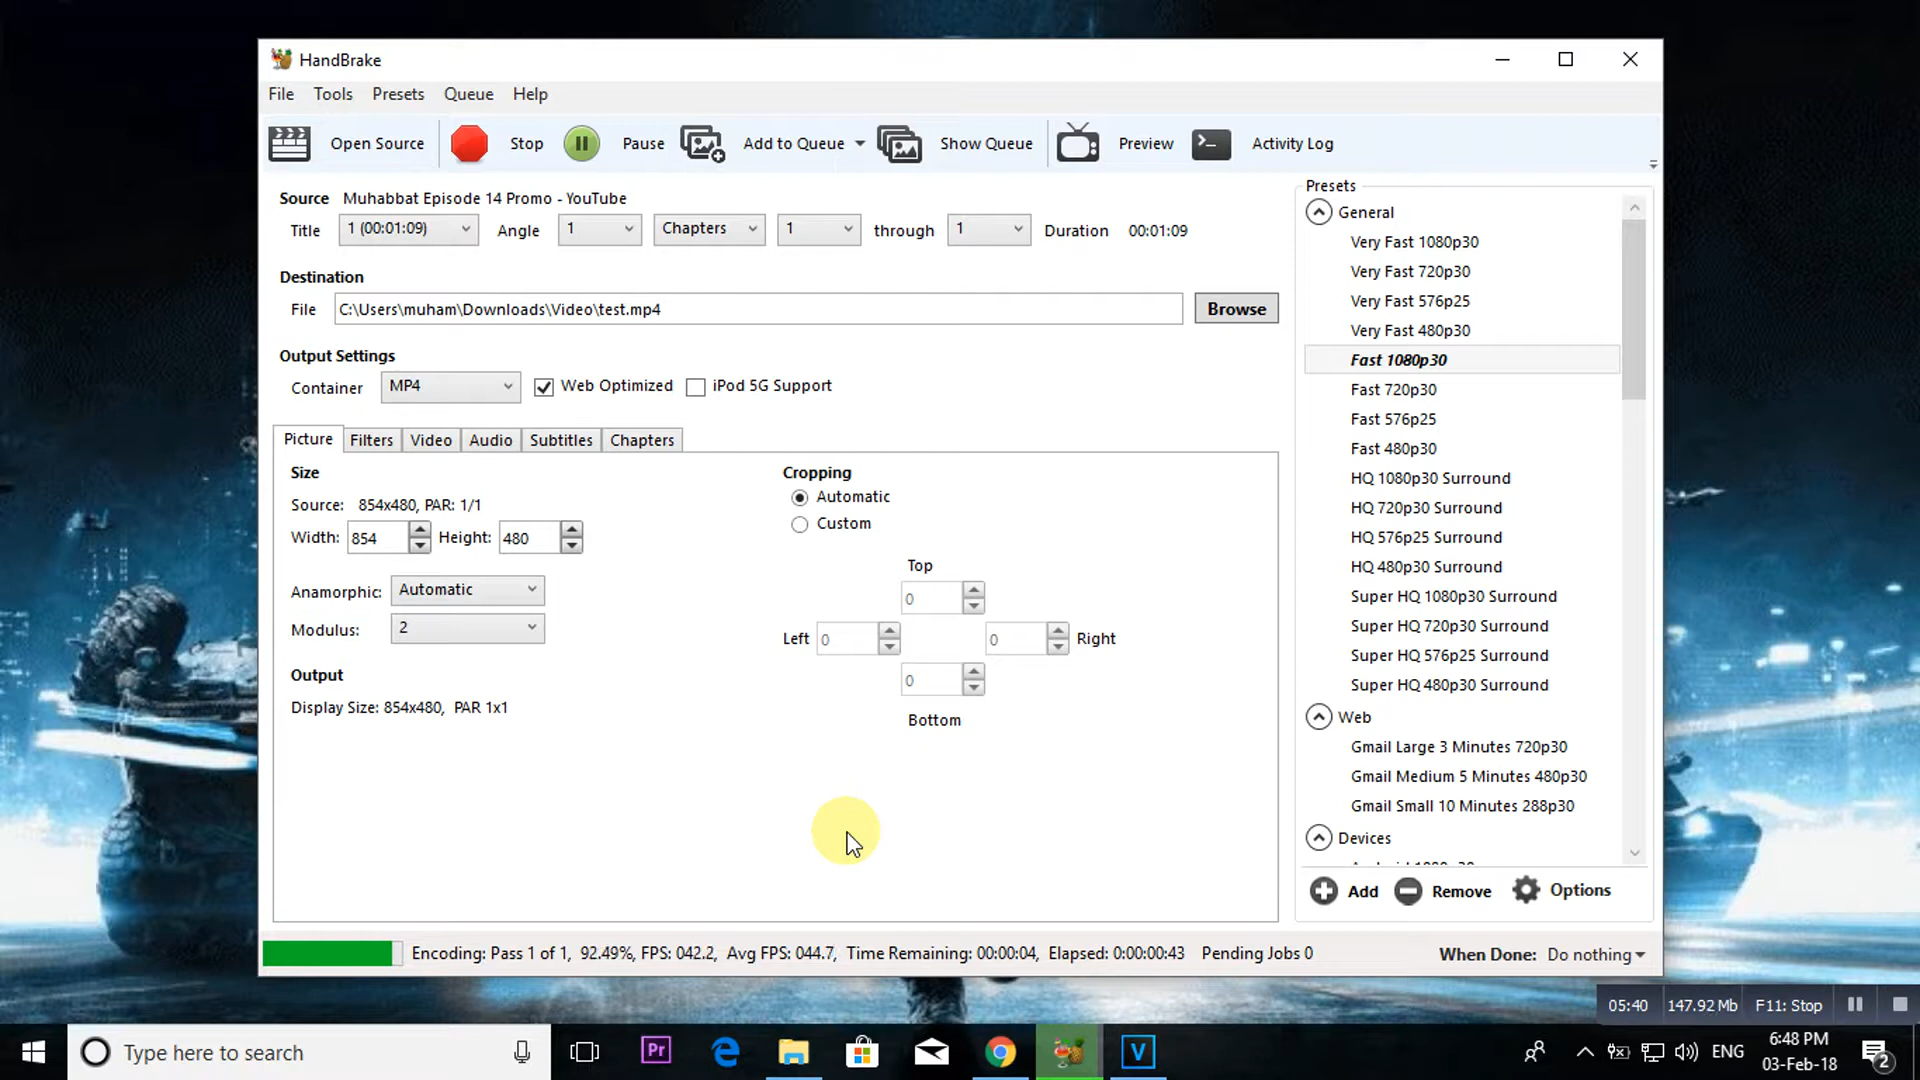 HandBrake
File Tools Presets Queue Help
Open Source Stop Pause Add to Queue Show Queue Preview Activity Log
Source Muhabbat Episode 14 Promo - YouTube
Title 1 (00:01:09) Angle 1 Chapters 1 through 1 Duration 00:01:09
Destination
File C:\Users\muham\Downloads\Video\test.mp4 Browse
Output Settings
Container MP4 Web Optimized iPod 5G Support
Picture Filters Video Audio Subtitles Chapters
Size
Source: 854x480, PAR: 1/1
Width: 854 Height: 480
Anamorphic: Automatic
Modulus: 2
Output
Display Size: 854x480, PAR 1x1
Cropping
Automatic
Custom
Top
0
Left 0 0 Right
0
Bottom
Presets
General
Very Fast 1080p30
Very Fast 720p30
Very Fast 576p25
Very Fast 480p30
Fast 1080p30
Fast 720p30
Fast 576p25
Fast 480p30
HQ 1080p30 Surround
HQ 720p30 Surround
HQ 576p25 Surround
HQ 480p30 Surround
Super HQ 1080p30 Surround
Super HQ 720p30 Surround
Super HQ 576p25 Surround
Super HQ 480p30 Surround
Web
Gmail Large 3 Minutes 720p30
Gmail Medium 5 Minutes 480p30
Gmail Small 10 Minutes 288p30
Devices
Add Remove Options
Encoding: Pass 1 of 1, 92.49%, FPS: 042.2, Avg FPS: 044.7, Time Remaining: 00:00:04, Elapsed: 0:00:00:43 Pending Jobs 0 When Done: Do nothing
05:40 147.92 Mb F11: Stop
Type here to search Pr V ENG 6:48 PM
03-Feb-18 2